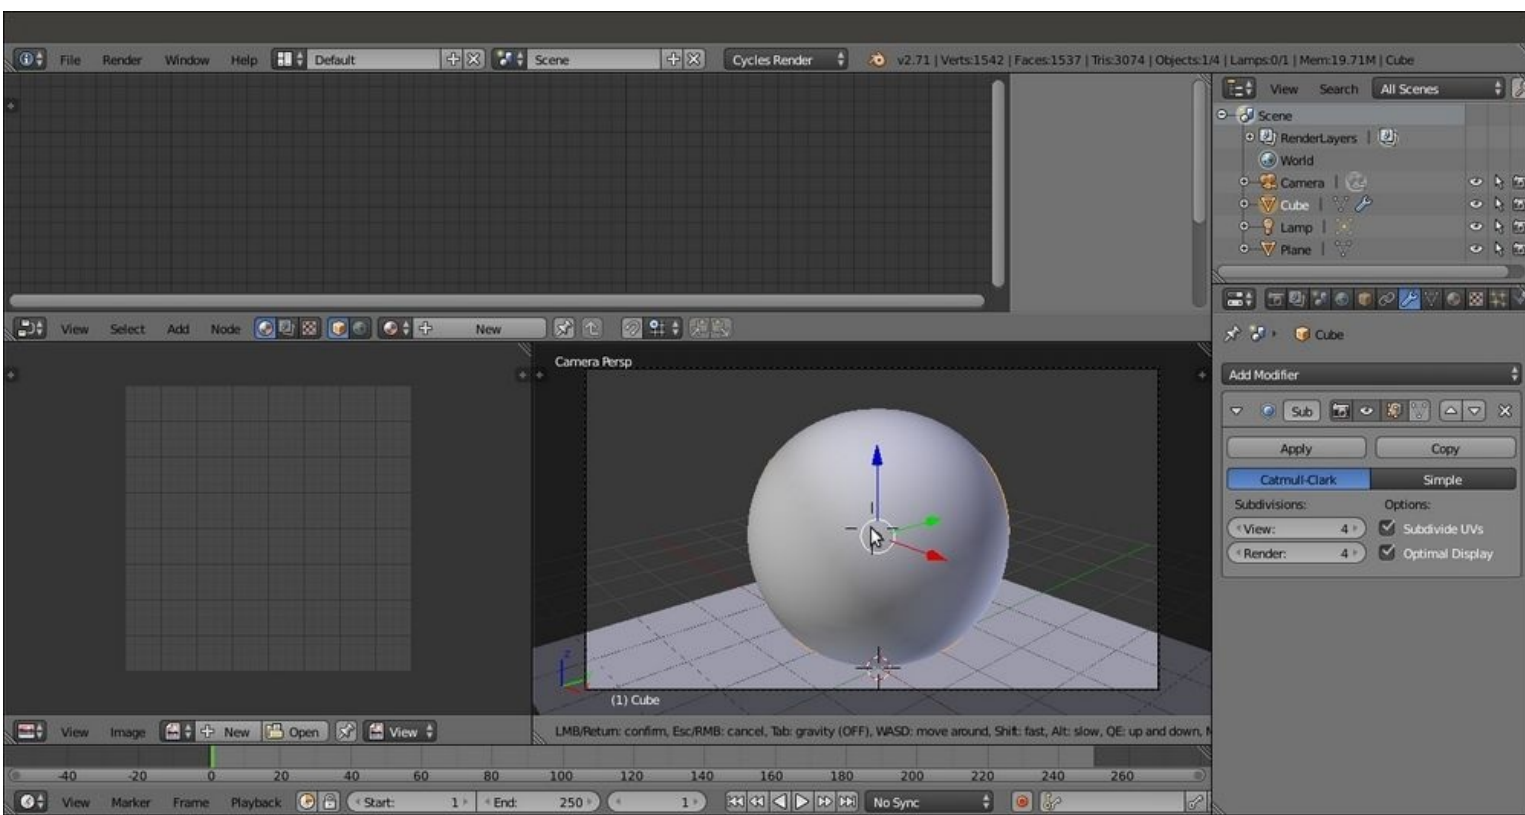 File Render Window Help Default Scene Cycles Render v2.71 | Verts:1542 | Faces:1537 | Tris:3074 | Objects:1/4 | Lamps:0/1 | Mem:19.71M | Cube
View Search All Scenes
Scene
RenderLayers
World
Camera
Cube
Lamp
Plane
View Select Add Node New
Cube
Camera Persp
Add Modifier
Sub
Apply Copy
Catmull-Clark Simple
Subdivisions: Options:
View: 4 Subdivide UVs
Render: 4 Optimal Display
z
(1) Cube
View Image New Open View
LMB/Return: confirm, Esc/RMB: cancel, Tab: gravity (OFF), WASD: move around, Shift: fast, Alt: slow, QE: up and down,
-40 -20 0 20 40 60 80 100 120 140 160 180 200 220 240 260
View Marker Frame Playback Start: 1 End: 250 1 No Sync